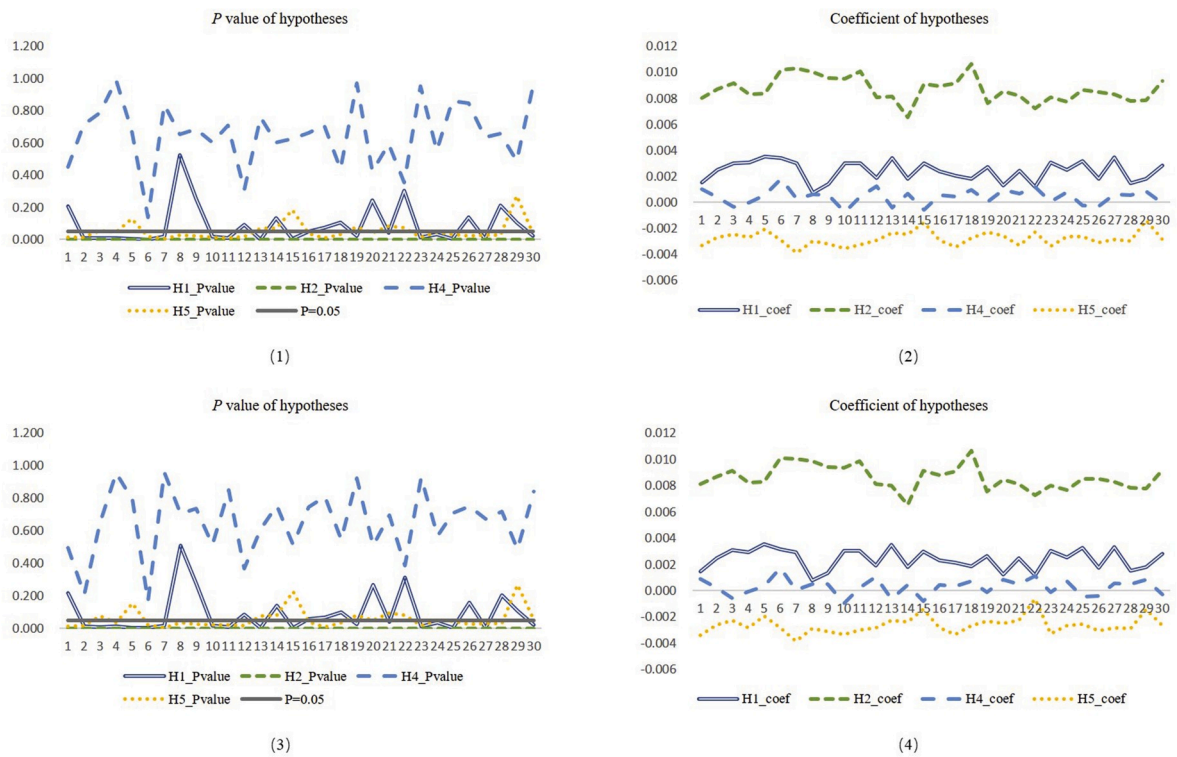 P value of hypotheses
1.200
1.000
0.800
0.600
0.400
0.200
0.000
1 2 3 4 5 6 7 8 9 10 11 12 13 14 15 16 17 18 19 20 21 22 23 24 25 26 27 28 29 30
H1_Pvalue H2_Pvalue H4_Pvalue
H5_Pvalue P=0.05
(1)
Coefficient of hypotheses
0.012
0.010
0.008
0.006
0.004
0.002
0.000
1 2 3 4 5 6 7 8 9 10 11 12 13 14 15 16 17 18 19 20 21 22 23 24 25 26 27 28 29 30
-0.002
-0.004
-0.006
H1_coef H2_coef H4_coef H5_coef
(2)
P value of hypotheses
1.200
1.000
0.800
0.600
0.400
0.200
0.000
1 2 3 4 5 6 7 8 9 10 11 12 13 14 15 16 17 18 19 20 21 22 23 24 25 26 27 28 29 30
H1_Pvalue H2_Pvalue H4_Pvalue
H5_Pvalue P=0.05
(3)
Coefficient of hypotheses
0.012
0.010
0.008
0.006
0.004
0.002
0.000
1 2 3 4 5 6 7 8 9 10 11 12 13 14 15 16 17 18 19 20 21 22 23 24 25 26 27 28 29 30
-0.002
-0.004
-0.006
H1_coef H2_coef H4_coef H5_coef
(4)